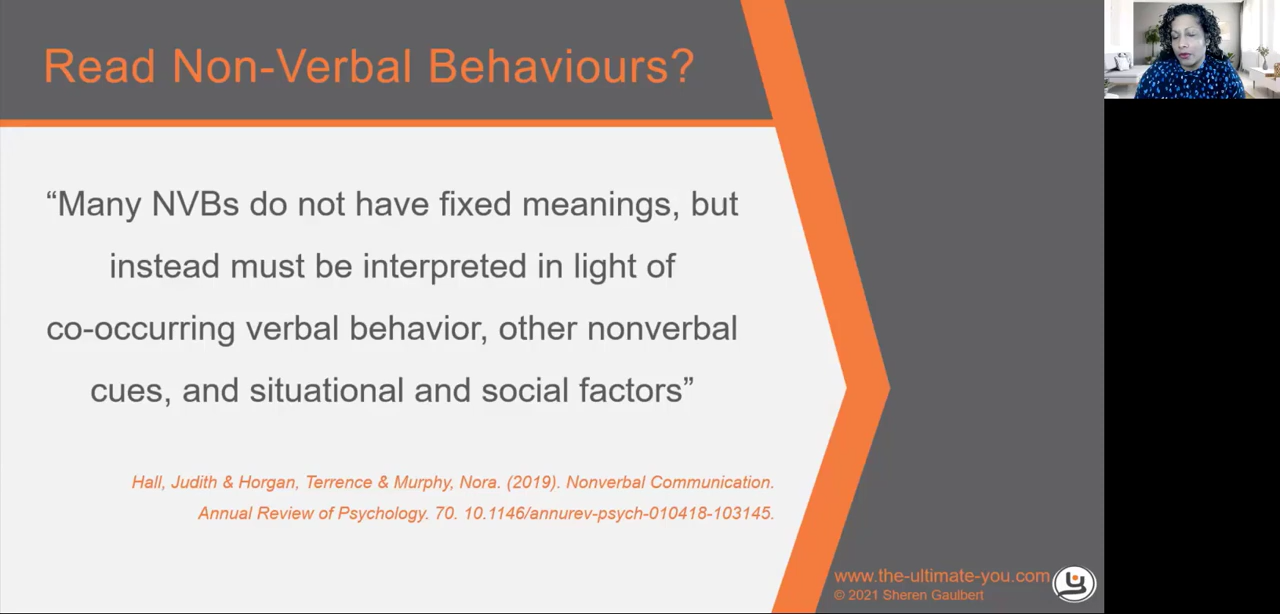 Read Non-Verbal Behaviours?
“Many NVBs do not have fixed meanings, but
instead must be interpreted in light of
co-occurring verbal behavior, other nonverbal
cues, and situational and social factors”
Hall, Judith & Horgan, Terrence & Murphy, Nora. (2019). Nonverbal Communication.
Annual Review of Psychology. 70. 10.1146/annurev-psych-010418-103145.
www.the-ultimate-you.com
© 2021 Sheren Gaulbert